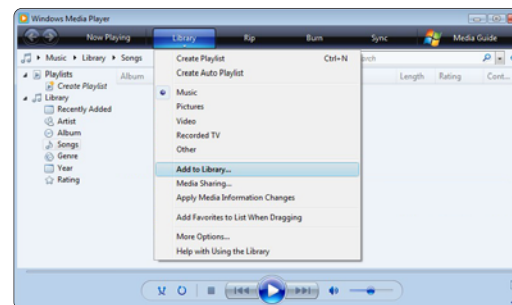 Windows Media Player
Now Playing Library Rip Burn Sync Media Guide
Music Library Songs
Playlists
Create Playlist
Library
Recently Added
Artist
Album
Songs
Genre
Year
Rating
Album
Create Playlist Ctrl+N
Create Auto Playlist
Music
Pictures
Video
Recorded TV
Other
Add to Library...
Media Sharing...
Apply Media Information Changes
Add Favorites to List When Dragging
More Options...
Help with Using the Library
Length Rating Cont...